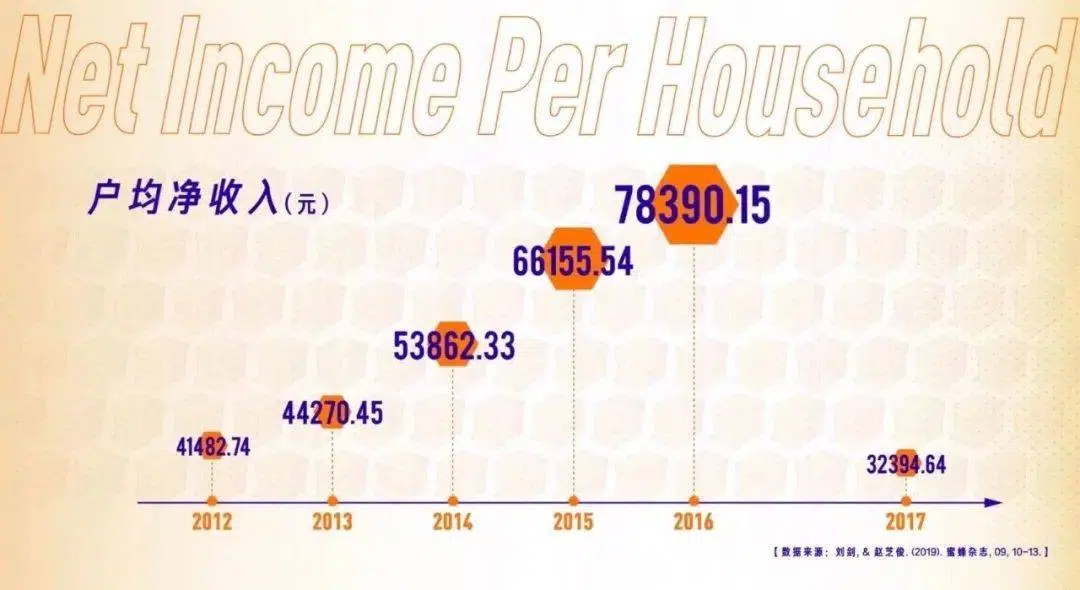 Net Income Per Household
户均净收入(元)
78390.15
66155.54
53862.33
44270.45
41482.74
32394.64
2012 2013 2014 2015 2016 2017
【数据来源：刘剑, & 赵芝俊. (2019). 蜜蜂杂志, 09, 10-13.】